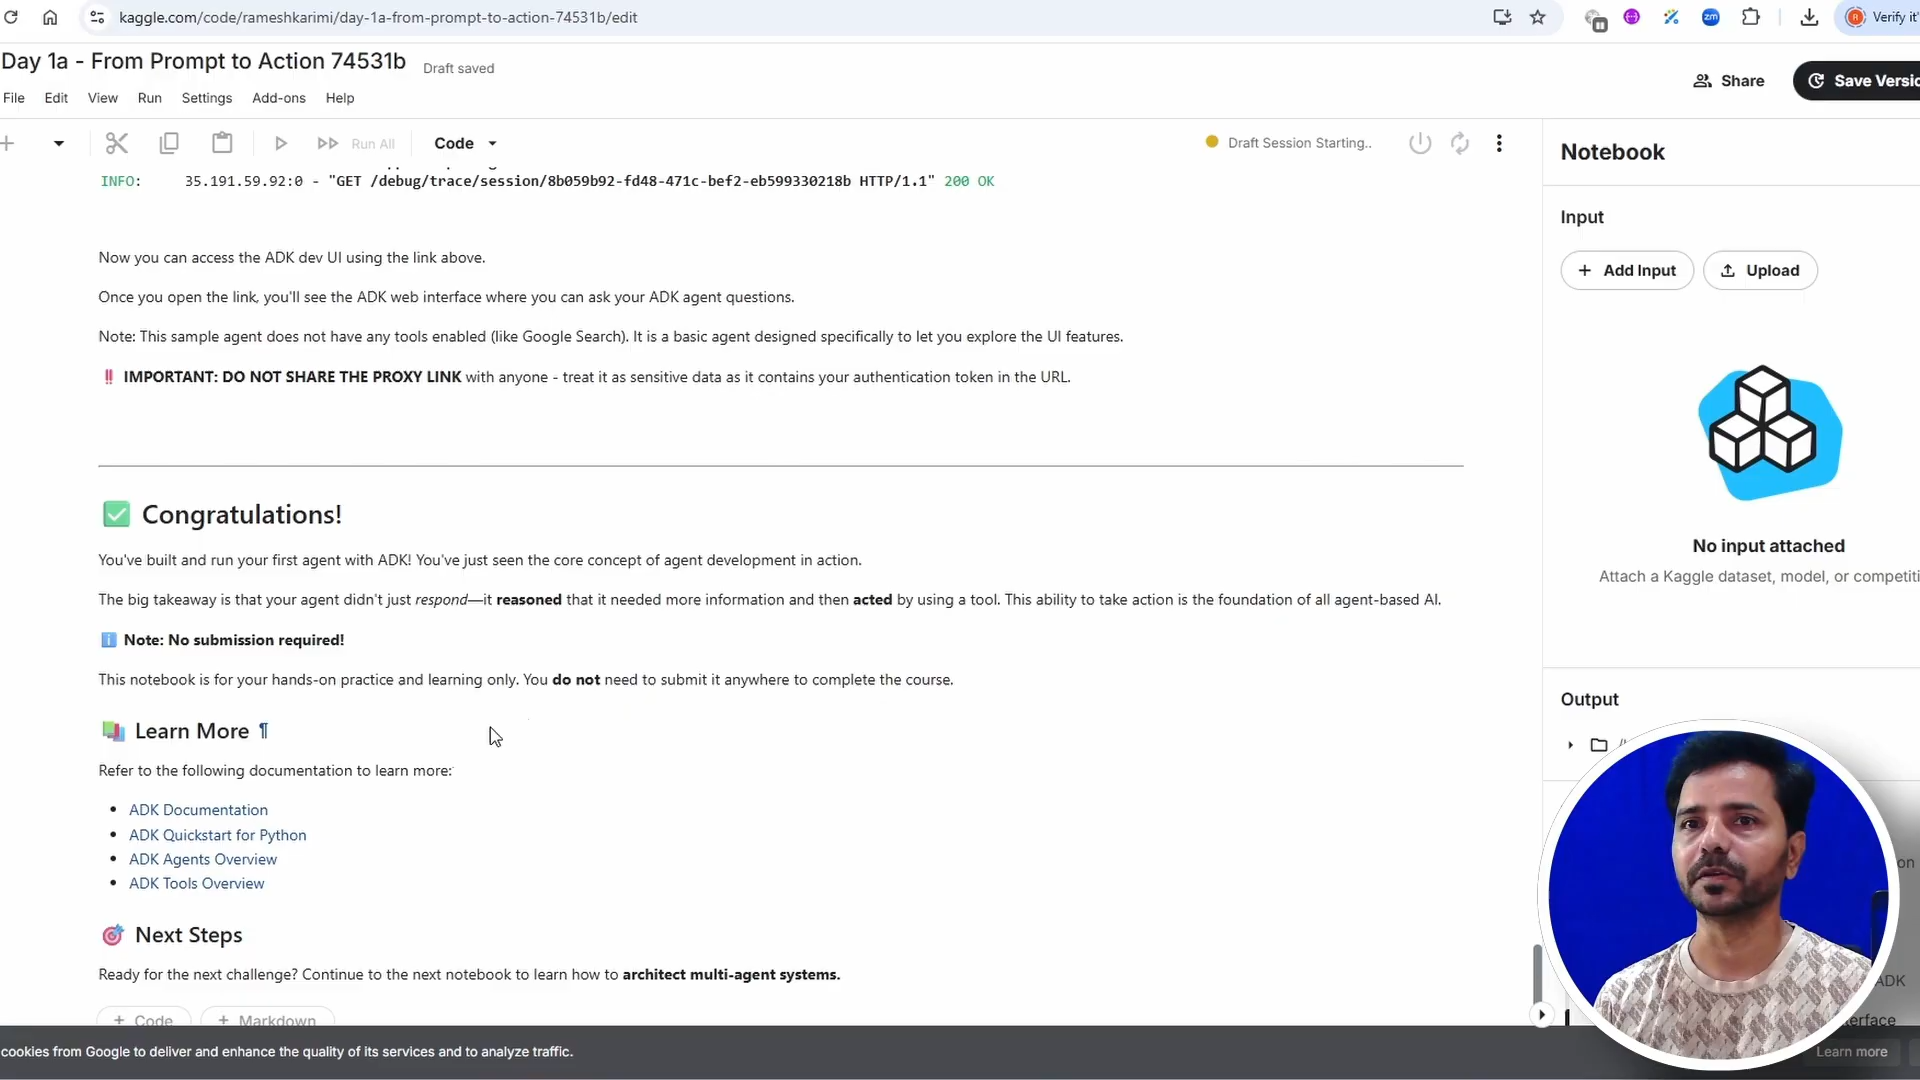 kaggle.com/code/rameshkarimi/day-1a-from-prompt-to-action-74531b/edit
zm
R
Verify it'
Day 1a - From Prompt to Action 74531b
Draft saved
Share
Save Versio
File Edit View Run Settings Add-ons Help
Run All
Code
Draft Session Starting..
Notebook
INFO: 35.191.59.92:0 - "GET /debug/trace/session/8b059b92-fd48-471c-bef2-eb599330218b HTTP/1.1" 200 OK
Input
Now you can access the ADK dev UI using the link above.
+ Add Input
Upload
Once you open the link, you'll see the ADK web interface where you can ask your ADK agent questions.
Note: This sample agent does not have any tools enabled (like Google Search). It is a basic agent designed specifically to let you explore the UI features.
‼ IMPORTANT: DO NOT SHARE THE PROXY LINK with anyone - treat it as sensitive data as it contains your authentication token in the URL.
✅ Congratulations!
No input attached
Attach a Kaggle dataset, model, or competiti
You've built and run your first agent with ADK! You've just seen the core concept of agent development in action.
The big takeaway is that your agent didn't just respond—it reasoned that it needed more information and then acted by using a tool. This ability to take action is the foundation of all agent-based AI.
ℹ Note: No submission required!
This notebook is for your hands-on practice and learning only. You do not need to submit it anywhere to complete the course.
Output
📚 Learn More ¶
Refer to the following documentation to learn more:
• ADK Documentation
• ADK Quickstart for Python
• ADK Agents Overview
• ADK Tools Overview
on
🎯 Next Steps
Ready for the next challenge? Continue to the next notebook to learn how to architect multi-agent systems.
ADK
+ Code
+ Markdown
erface
cookies from Google to deliver and enhance the quality of its services and to analyze traffic.
Learn more